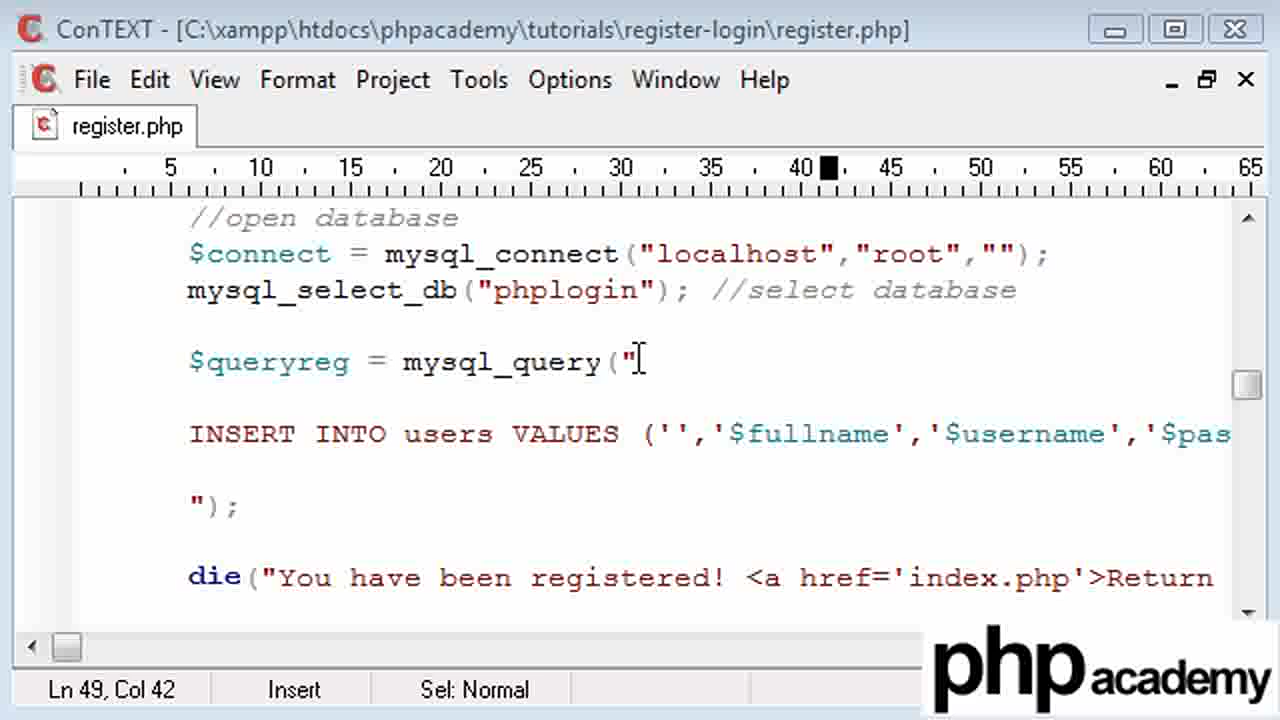 ConTEXT - [C:\xampp\htdocs\phpacademy\tutorials\register-login\register.php]
File Edit View Format Project Tools Options Window Help
register.php
5 10 15 20 25 30 35 40 45 50 55 60 65
//open database
$connect = mysql_connect("localhost","root","");
mysql_select_db("phplogin"); //select database
$queryreg = mysql_query("
INSERT INTO users VALUES ('','$fullname','$username','$pas
");
die("You have been registered! <a href='index.php'>Return
Ln 49, Col 42 Insert Sel: Normal
php academy